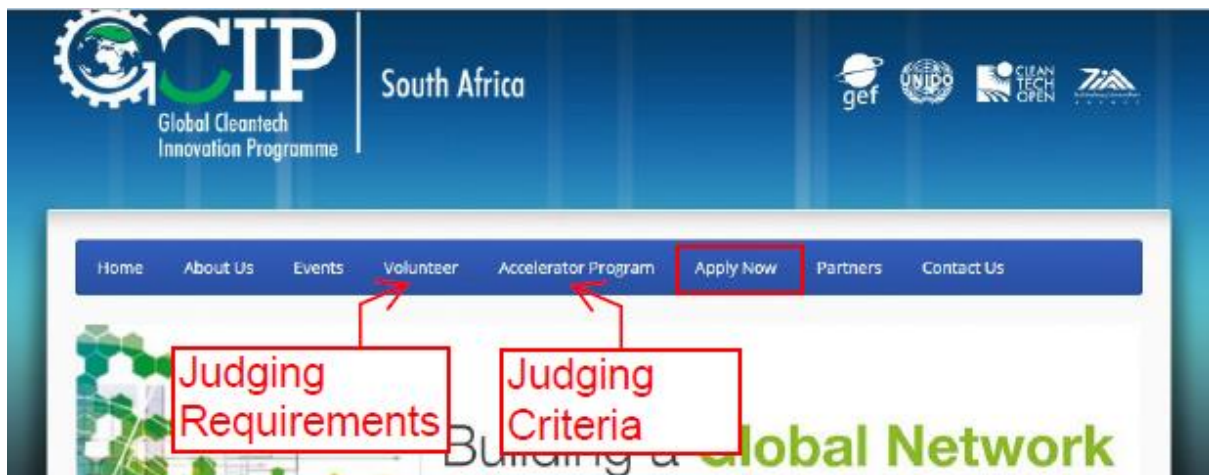 GCIP
Global Cleantech
Innovation Programme
South Africa
gef
UNIDO
CLEAN
TECH
OPEN
TIA
Home About Us Events Volunteer Accelerator Program Apply Now Partners Contact Us
Judging
Requirements
Judging
Criteria
Building a Global Network